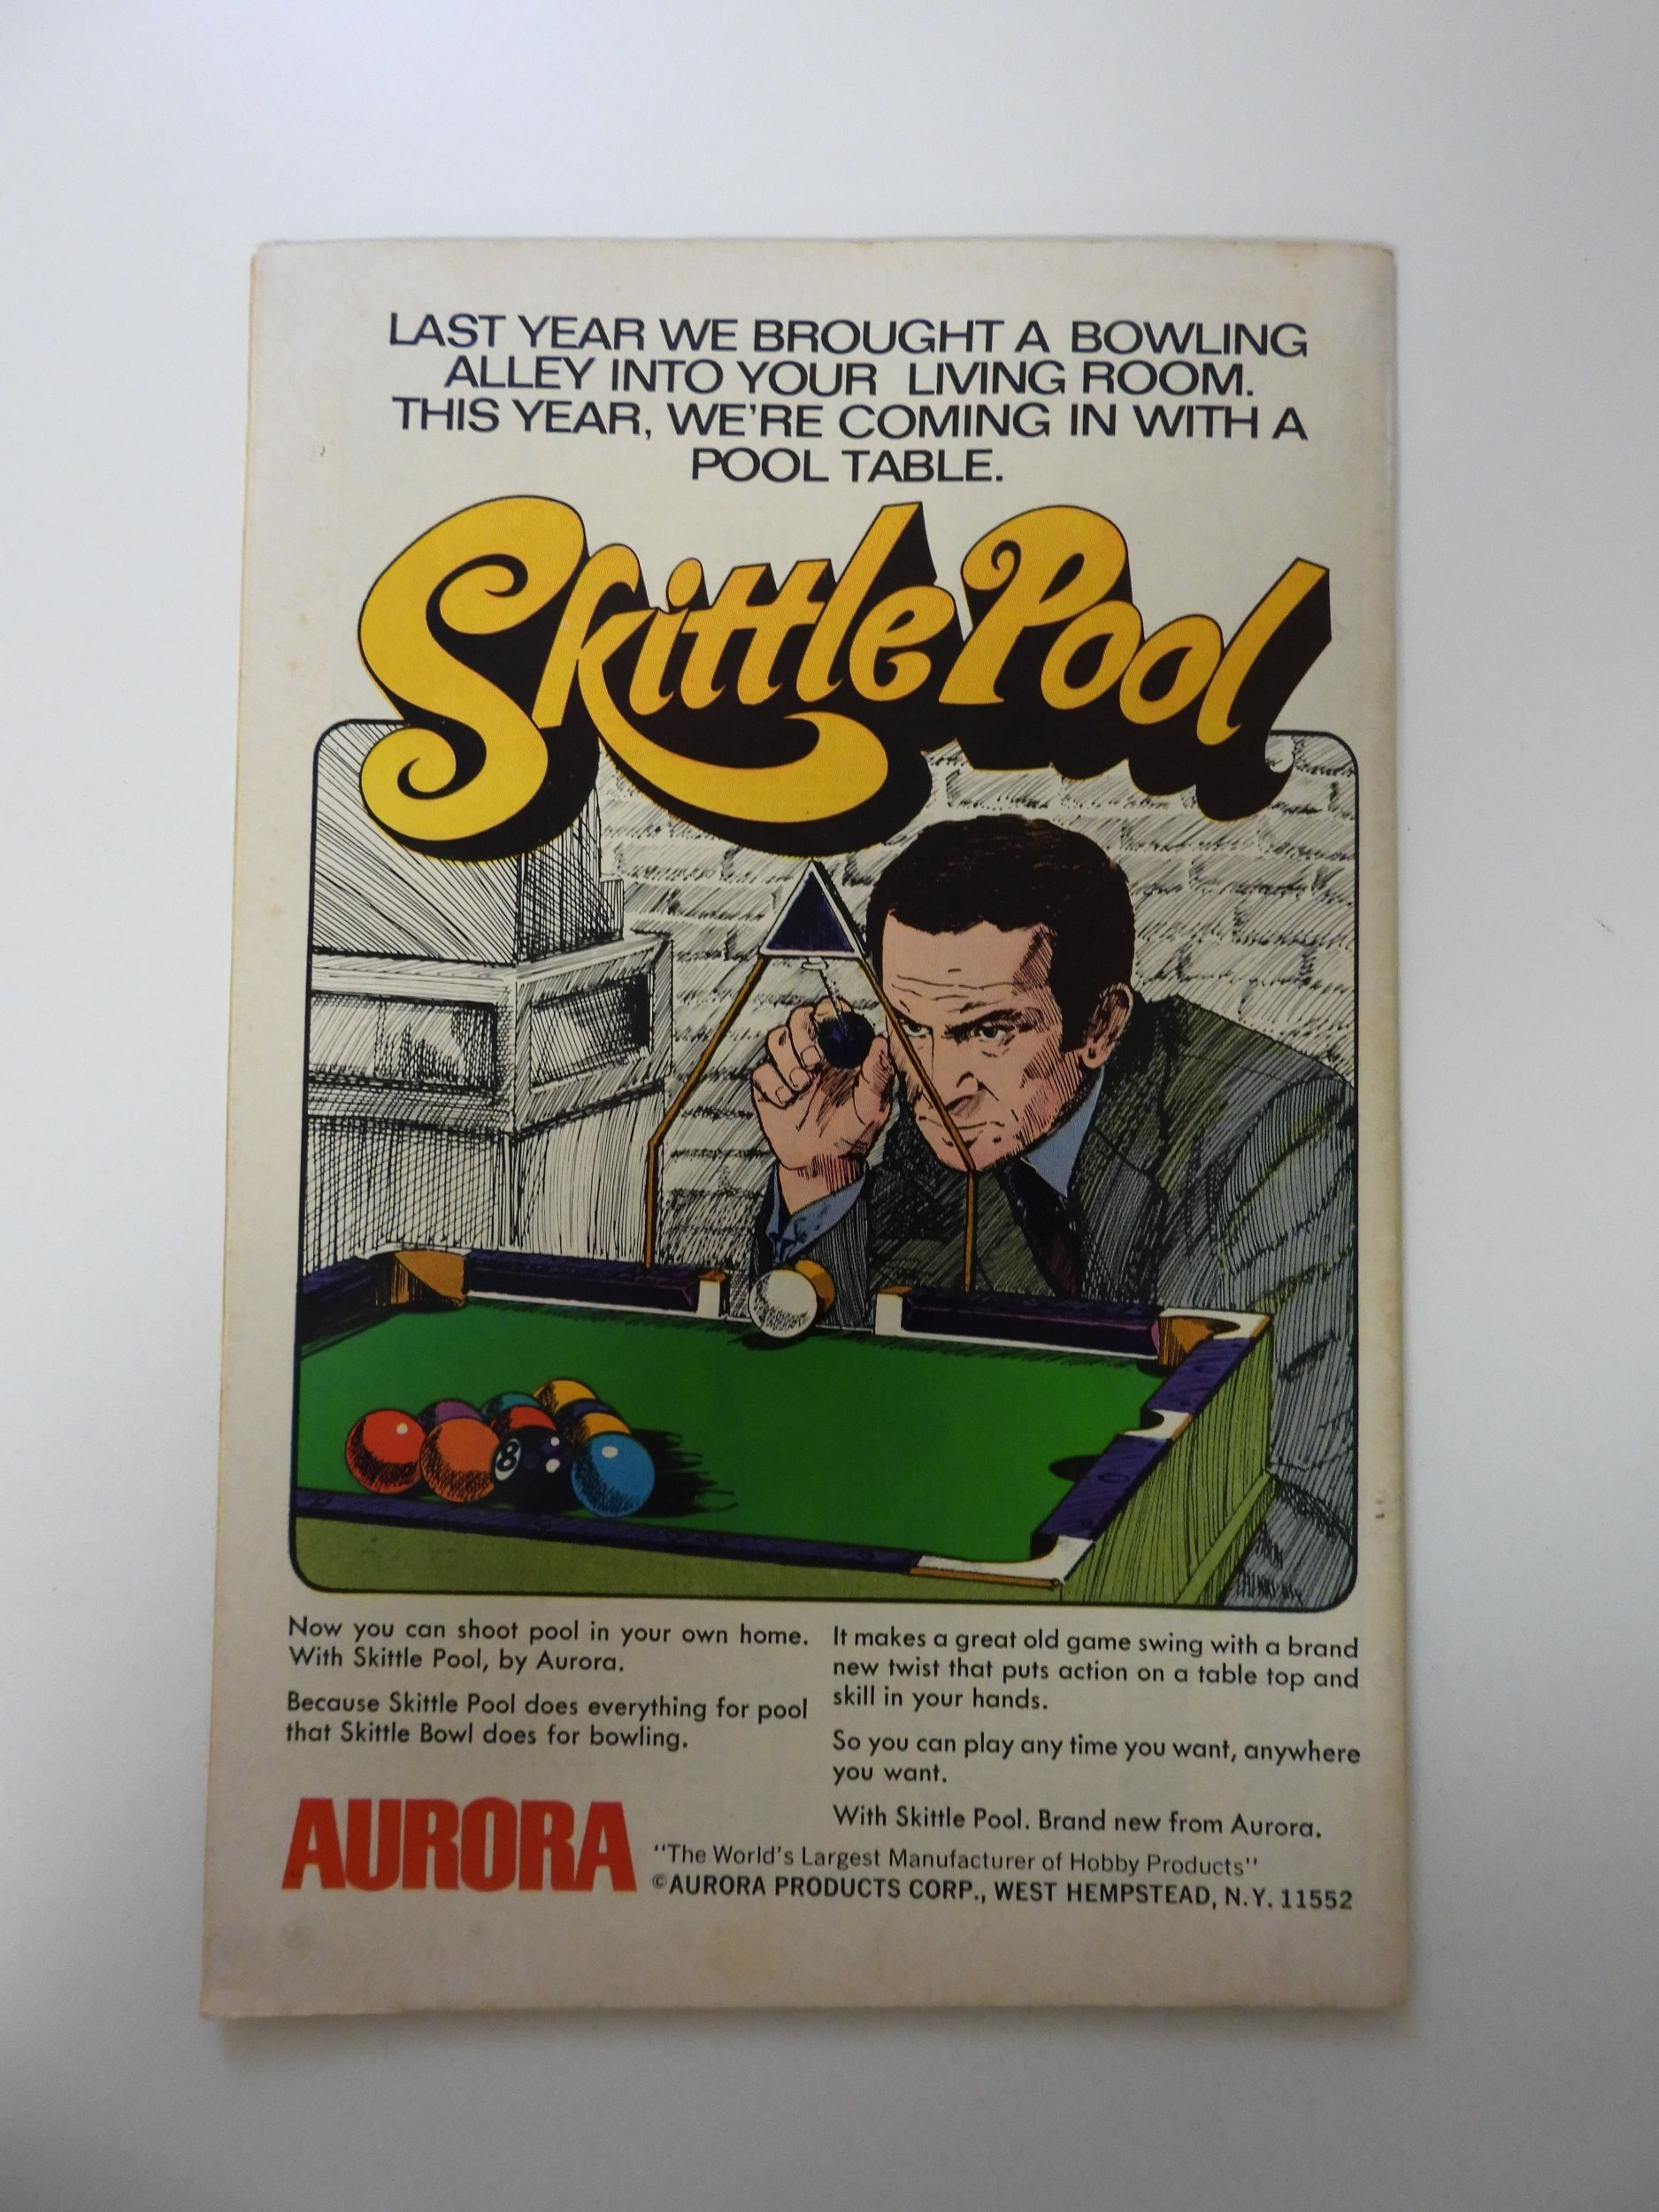 LAST YEAR WE BROUGHT A BOWLING
ALLEY INTO YOUR LIVING ROOM.
THIS YEAR, WE'RE COMING IN WITH A
POOL TABLE.
Skittle Pool
8
Now you can shoot pool in your own home.
With Skittle Pool, by Aurora.
Because Skittle Pool does everything for pool
that Skittle Bowl does for bowling.
It makes a great old game swing with a brand
new twist that puts action on a table top and
skill in your hands.
So you can play any time you want, anywhere
you want.
With Skittle Pool. Brand new from Aurora.
AURORA
"The World's Largest Manufacturer of Hobby Products"
©AURORA PRODUCTS CORP., WEST HEMPSTEAD, N.Y. 11552